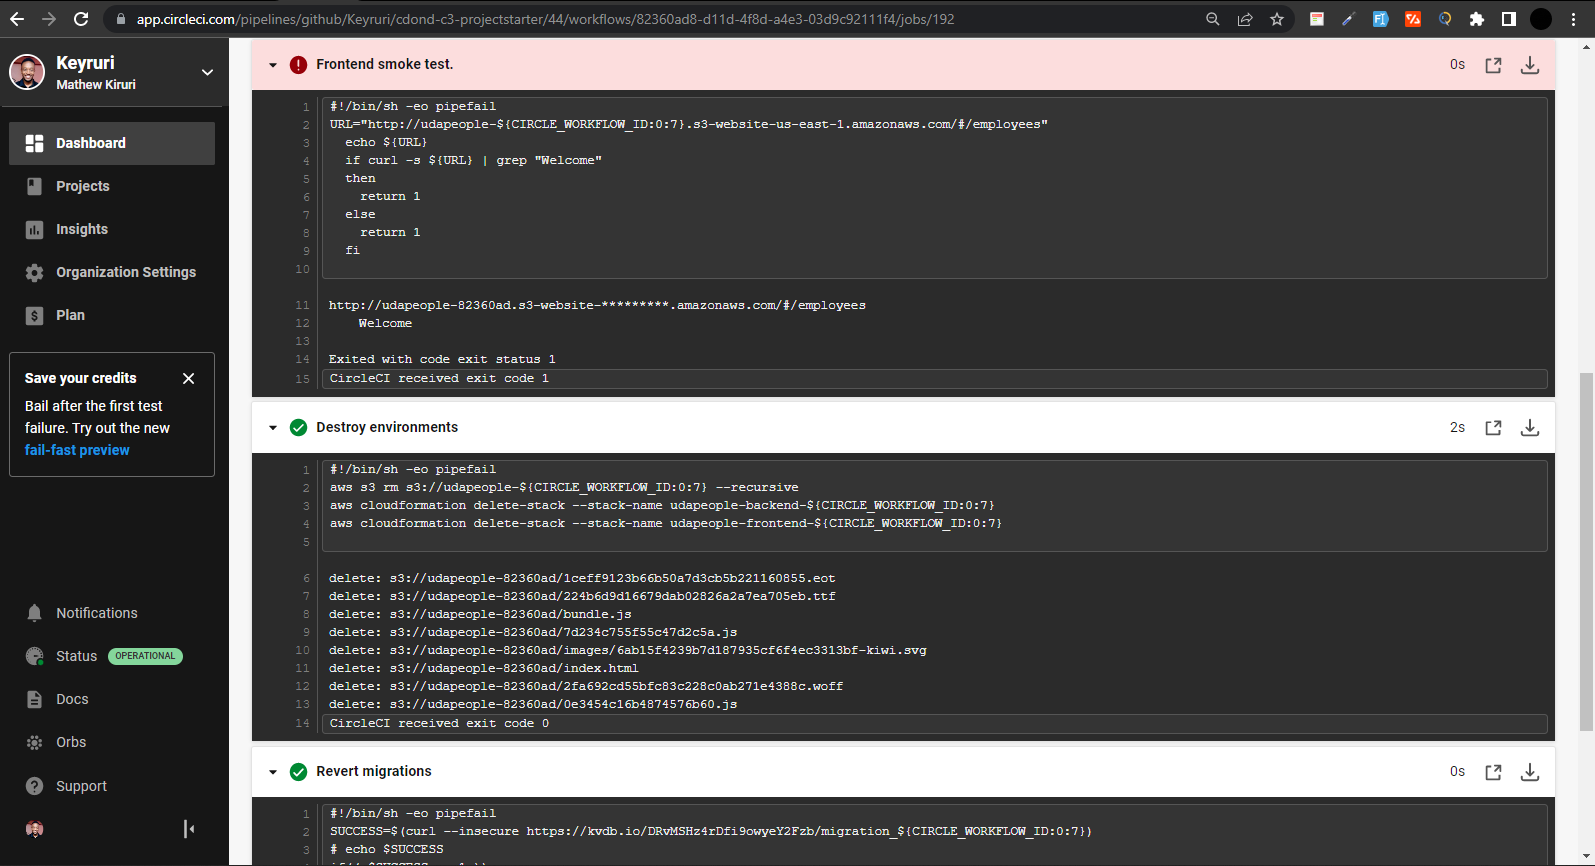 app.circleci.com/pipelines/github/Keyruri/cdond-c3-projectstarter/44/workflows/82360ad8-d11d-4f8d-a4e3-03d9c92111f4/jobs/192
Keyruri
Mathew Kiruri
Dashboard
Projects
Insights
Organization Settings
Plan
Save your credits
Bail after the first test
failure. Try out the new
fail-fast preview
Notifications
Status OPERATIONAL
Docs
Orbs
Support
Frontend smoke test. 0s
1 #!/bin/sh -eo pipefail
2 URL="http://udapeople-${CIRCLE_WORKFLOW_ID:0:7}.s3-website-us-east-1.amazonaws.com/#/employees"
3 echo ${URL}
4 if curl -s ${URL} | grep "Welcome"
5 then
6 return 1
7 else
8 return 1
9 fi
10
11 http://udapeople-82360ad.s3-website-*********.amazonaws.com/#/employees
12 Welcome
13
14 Exited with code exit status 1
15 CircleCI received exit code 1
Destroy environments 2s
1 #!/bin/sh -eo pipefail
2 aws s3 rm s3://udapeople-${CIRCLE_WORKFLOW_ID:0:7} --recursive
3 aws cloudformation delete-stack --stack-name udapeople-backend-${CIRCLE_WORKFLOW_ID:0:7}
4 aws cloudformation delete-stack --stack-name udapeople-frontend-${CIRCLE_WORKFLOW_ID:0:7}
5
6 delete: s3://udapeople-82360ad/1ceff9123b66b50a7d3cb5b221160855.eot
7 delete: s3://udapeople-82360ad/224b6d9d16679dab02826a2a7ea705eb.ttf
8 delete: s3://udapeople-82360ad/bundle.js
9 delete: s3://udapeople-82360ad/7d234c755f55c47d2c5a.js
10 delete: s3://udapeople-82360ad/images/6ab15f4239b7d187935cf6f4ec3313bf-kiwi.svg
11 delete: s3://udapeople-82360ad/index.html
12 delete: s3://udapeople-82360ad/2fa692cd55bfc83c228c0ab271e4388c.woff
13 delete: s3://udapeople-82360ad/0e3454c16b4874576b60.js
14 CircleCI received exit code 0
Revert migrations 0s
1 #!/bin/sh -eo pipefail
2 SUCCESS=$(curl --insecure https://kvdb.io/DRvMSHz4rDfi9owyeY2Fzb/migration_${CIRCLE_WORKFLOW_ID:0:7})
3 # echo $SUCCESS